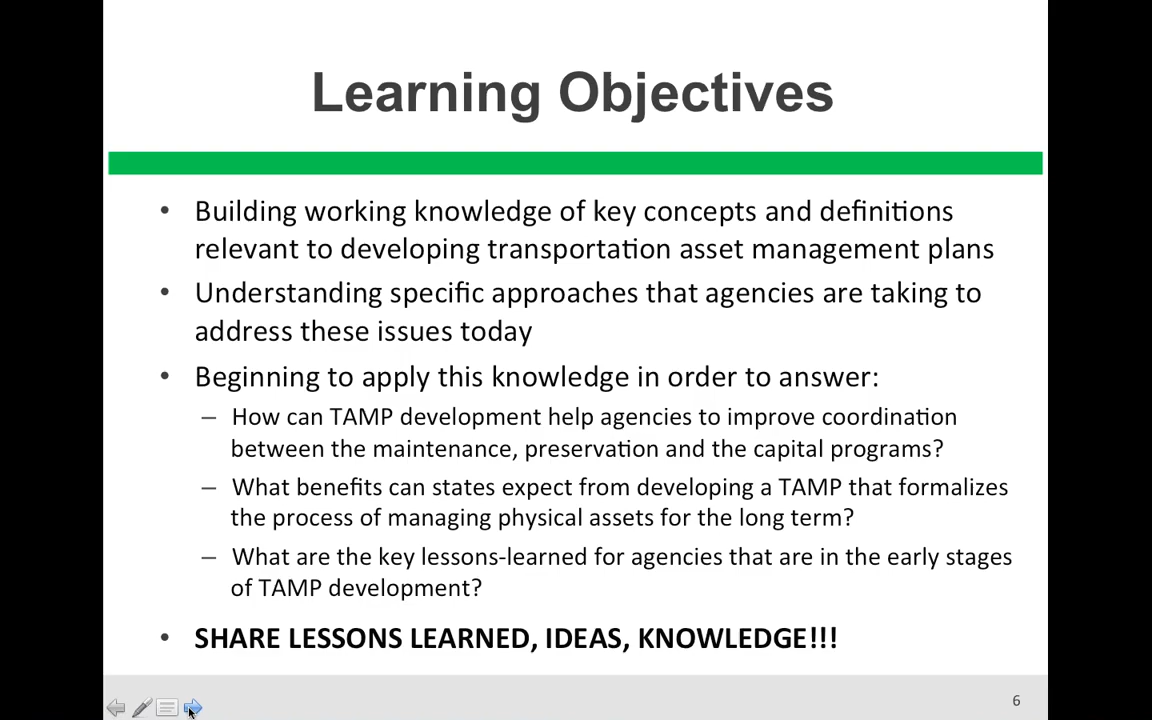 Learning Objectives
• Building working knowledge of key concepts and definitions
relevant to developing transportation asset management plans
• Understanding specific approaches that agencies are taking to
address these issues today
• Beginning to apply this knowledge in order to answer:
– How can TAMP development help agencies to improve coordination
between the maintenance, preservation and the capital programs?
– What benefits can states expect from developing a TAMP that formalizes
the process of managing physical assets for the long term?
– What are the key lessons-learned for agencies that are in the early stages
of TAMP development?
• SHARE LESSONS LEARNED, IDEAS, KNOWLEDGE!!!
6